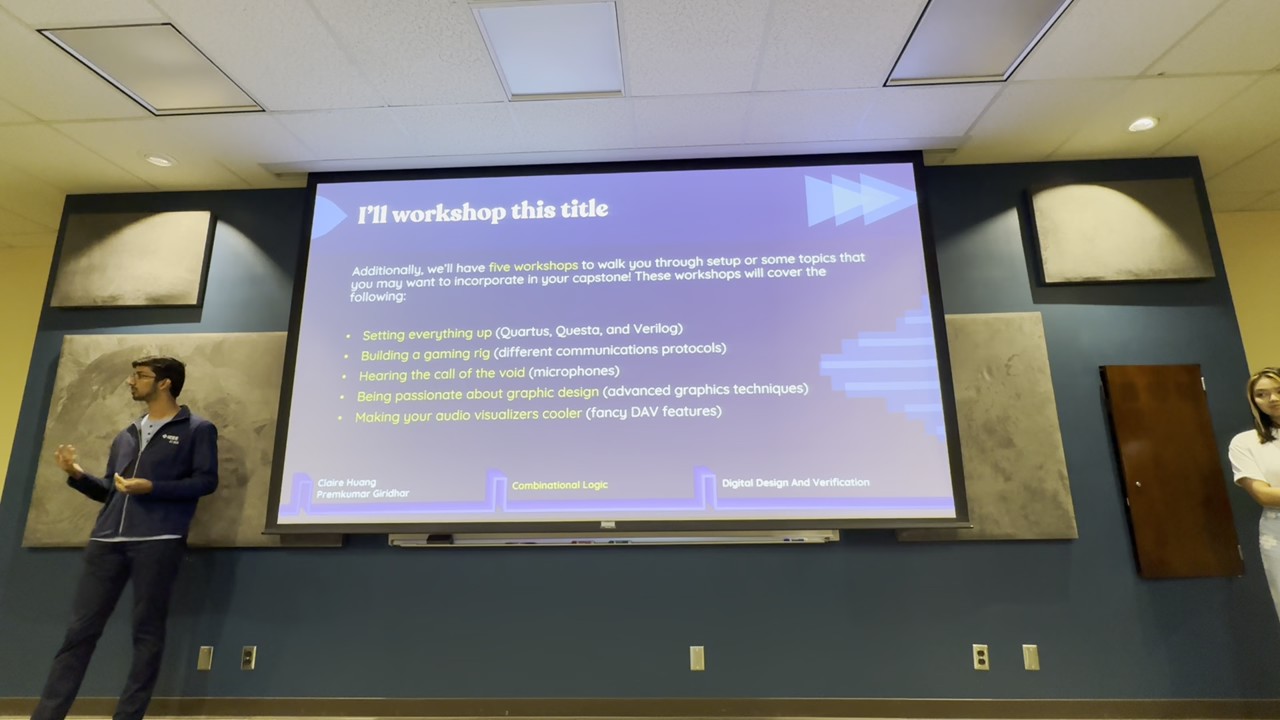 I'll workshop this title
Additionally, we'll have five workshops to walk you through setup or some topics that
you may want to incorporate in your capstone! These workshops will cover the
following:
• Setting everything up (Quartus, Questa, and Verilog)
• Building a gaming rig (different communications protocols)
• Hearing the call of the void (microphones)
• Being passionate about graphic design (advanced graphics techniques)
• Making your audio visualizers cooler (fancy DAV features)
Claire Huang
Premkumar Giridhar
Combinational Logic
Digital Design And Verification
IEEE